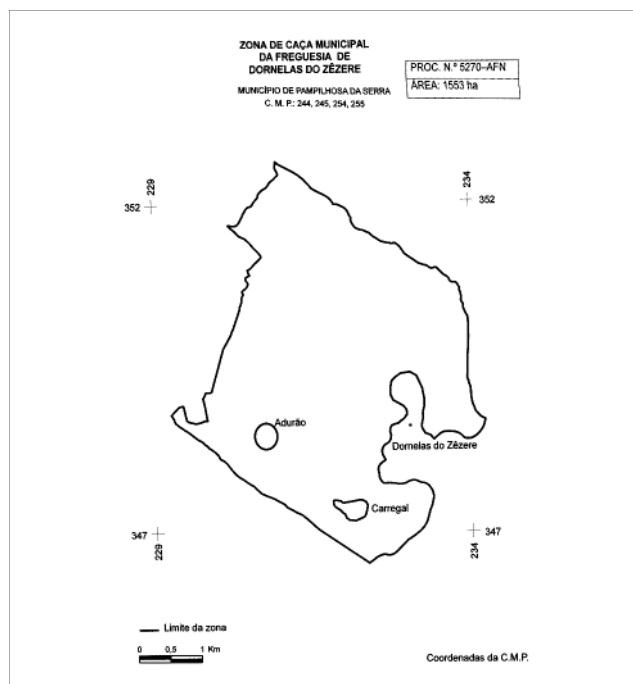 ZONA DE CAÇA MUNICIPAL
DA FREGUESIA DE
DORNELAS DO ZÊZERE
MUNICÍPIO DE PAMPILHOSA DA SERRA
C. M. P.: 244, 245, 254, 255
PROC. N.º 5270-AFN
ÁREA: 1553 ha
229
352
234
352
Adurão
Dornelas do Zêzere
Carregal
347
229
347
234
Limite da zona
0 0,5 1 Km
Coordenadas da C.M.P.